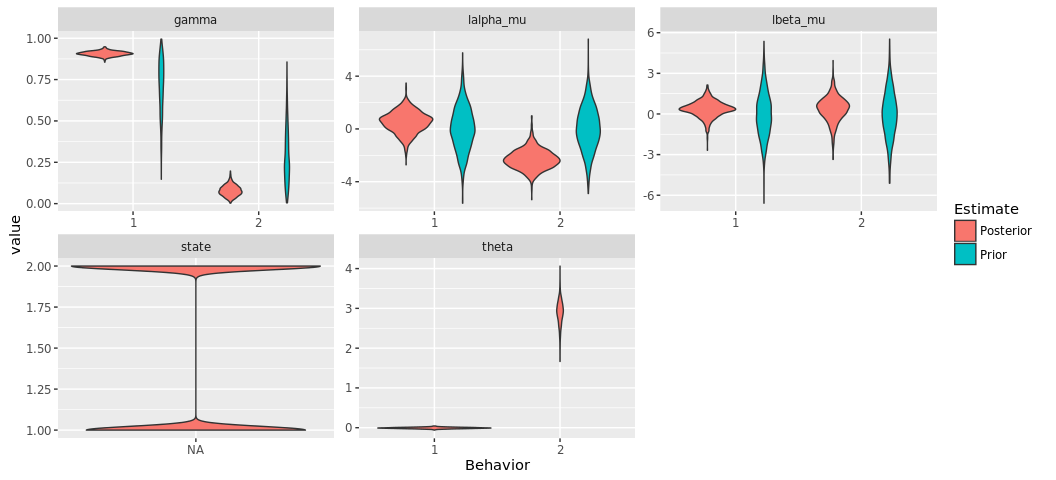 gamma
lalpha_mu
lbeta_mu
1.00
0.75
0.50
0.25
0.00
1
2
4
0
-4
1
2
6
3
0
-3
-6
1
2
value
state
theta
2.00
1.75
1.50
1.25
1.00
NA
4
3
2
1
0
1
2
Behavior
Estimate
Posterior
Prior